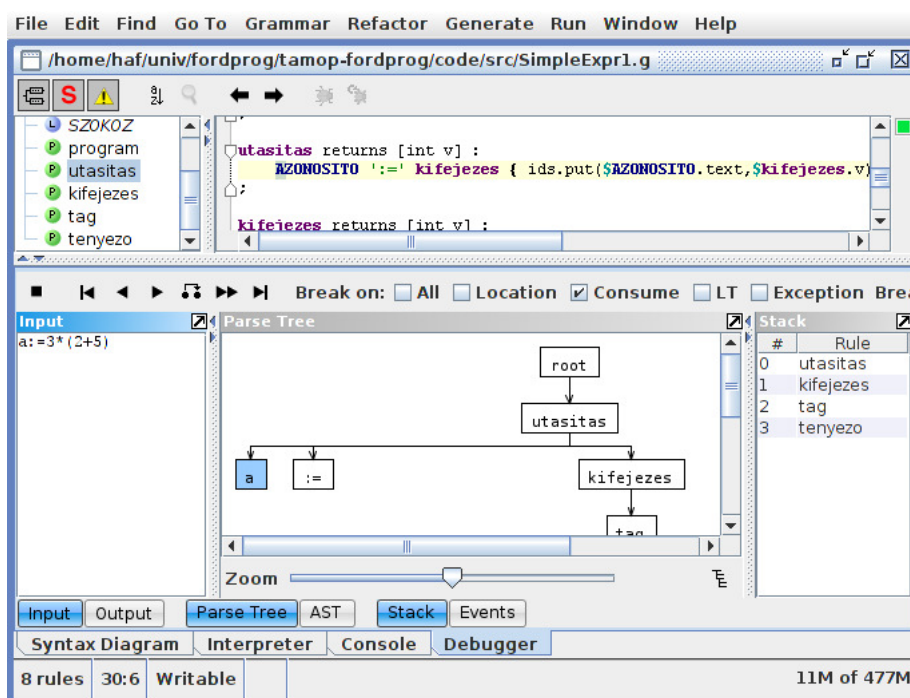 File Edit Find Go To Grammar Refactor Generate Run Window Help
/home/haf/univ/fordprog/tamop-fordprog/code/src/SimpleExpr1.g
S
SZOKOZ
program
utasitas
kifejezes
tag
tenyezo
;
utasitas returns [int v] :
AZONOSITO ':=' kifejezes { ids.put($AZONOSITO.text,$kifejezes.v)
;
kifejezes returns [int v] :
Break on: All Location Consume LT Exception Brea
Input
a:=3*(2+5)
Parse Tree
root
utasitas
a := kifejezes
tag
Zoom
Stack
# Rule
0 utasitas
1 kifejezes
2 tag
3 tenyezo
Input Output Parse Tree AST Stack Events
Syntax Diagram Interpreter Console Debugger
8 rules 30:6 Writable 11M of 477M